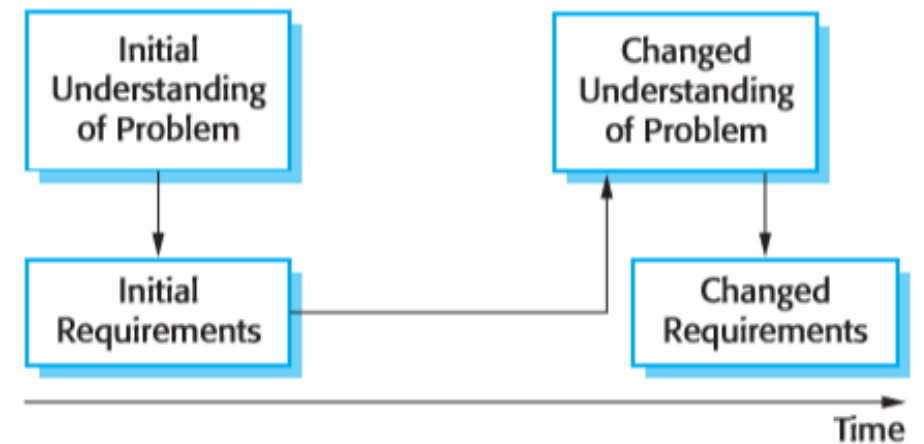 Initial
Understanding
of Problem
Changed
Understanding
of Problem
Initial
Requirements
Changed
Requirements
Time